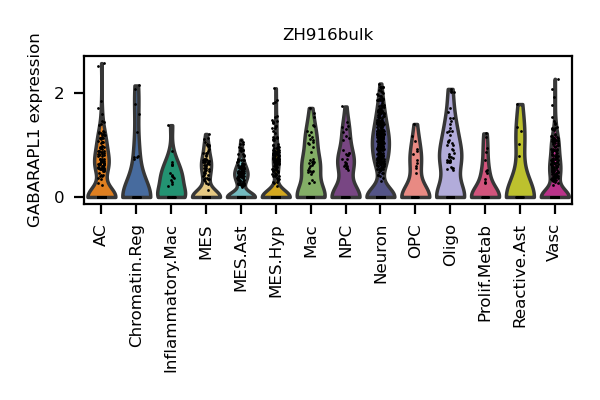 ZH916bulk
GABARAPL1 expression
2
0
AC
Chromatin.Reg
Inflammatory.Mac
MES
MES.Ast
MES.Hyp
Mac
NPC
Neuron
OPC
Oligo
Prolif.Metab
Reactive.Ast
Vasc